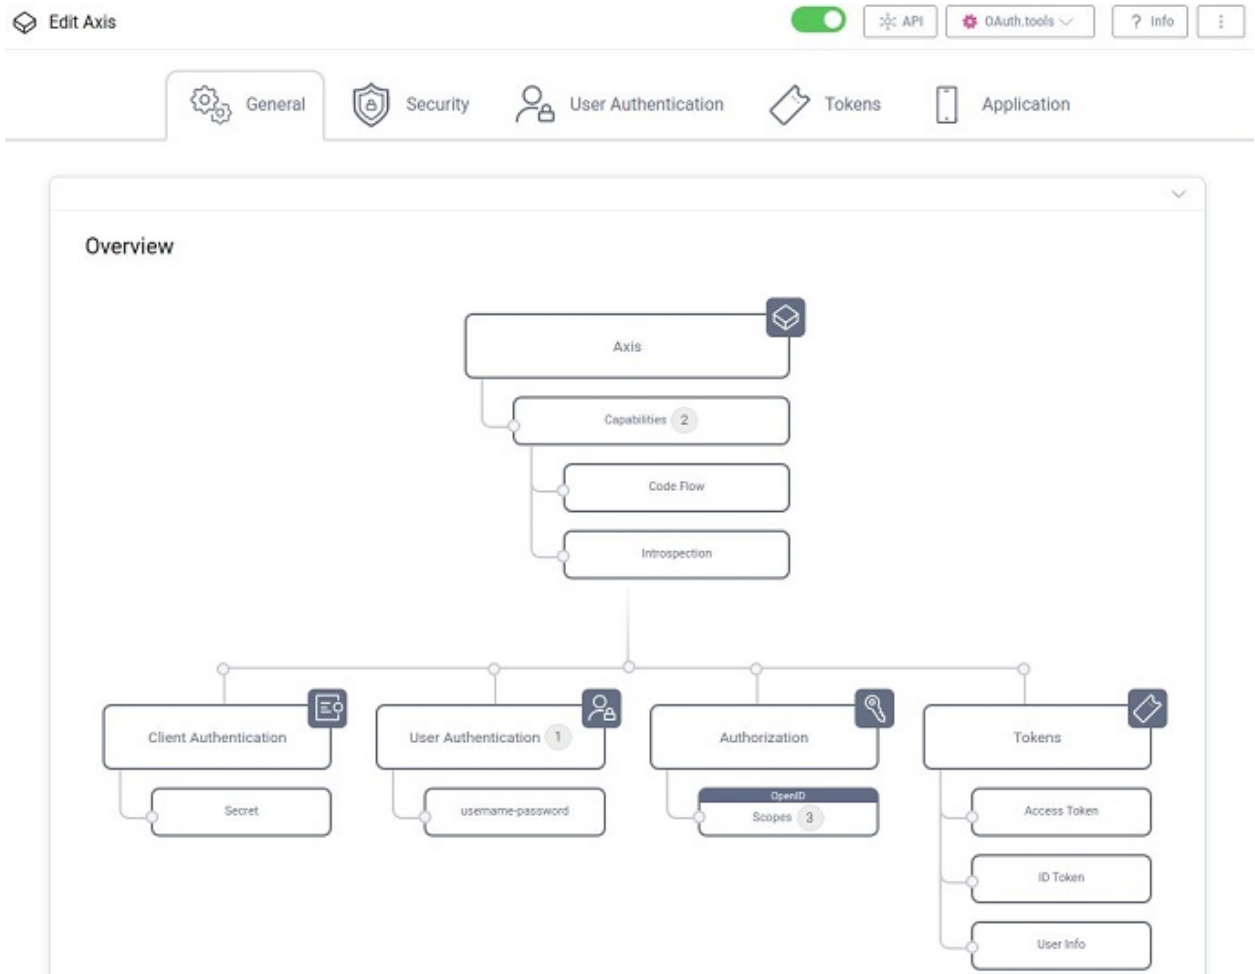 Edit Axis
API
OAuth.tools
? Info
General
Security
User Authentication
Tokens
Application
Overview
Axis
Capabilities 2
Code Flow
Introspection
Client Authentication
User Authentication 1
Authorization
Tokens
OpenID
Secret
username-password
Scopes 3
Access Token
ID Token
User Info